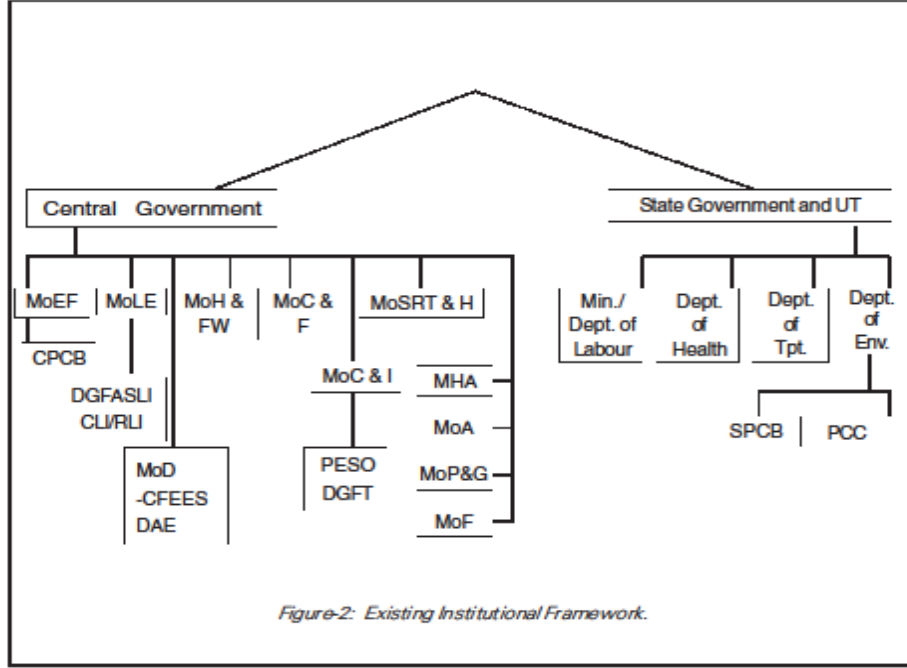 Central Government
State Government and UT
MoEF
MoLE
MoH &
FW
MoC &
F
MoSRT & H
Min./
Dept. of
Labour
Dept.
of
Health
Dept.
of
Tpt.
Dept.
of
Env.
CPCB
DGFASLI
CLI/RLI
MoC & I
MHA
MoA
MoP&G
MoF
SPCB
PCC
MoD
-CFEES
DAE
PESO
DGFT
Figure-2: Existing Institutional Framework.